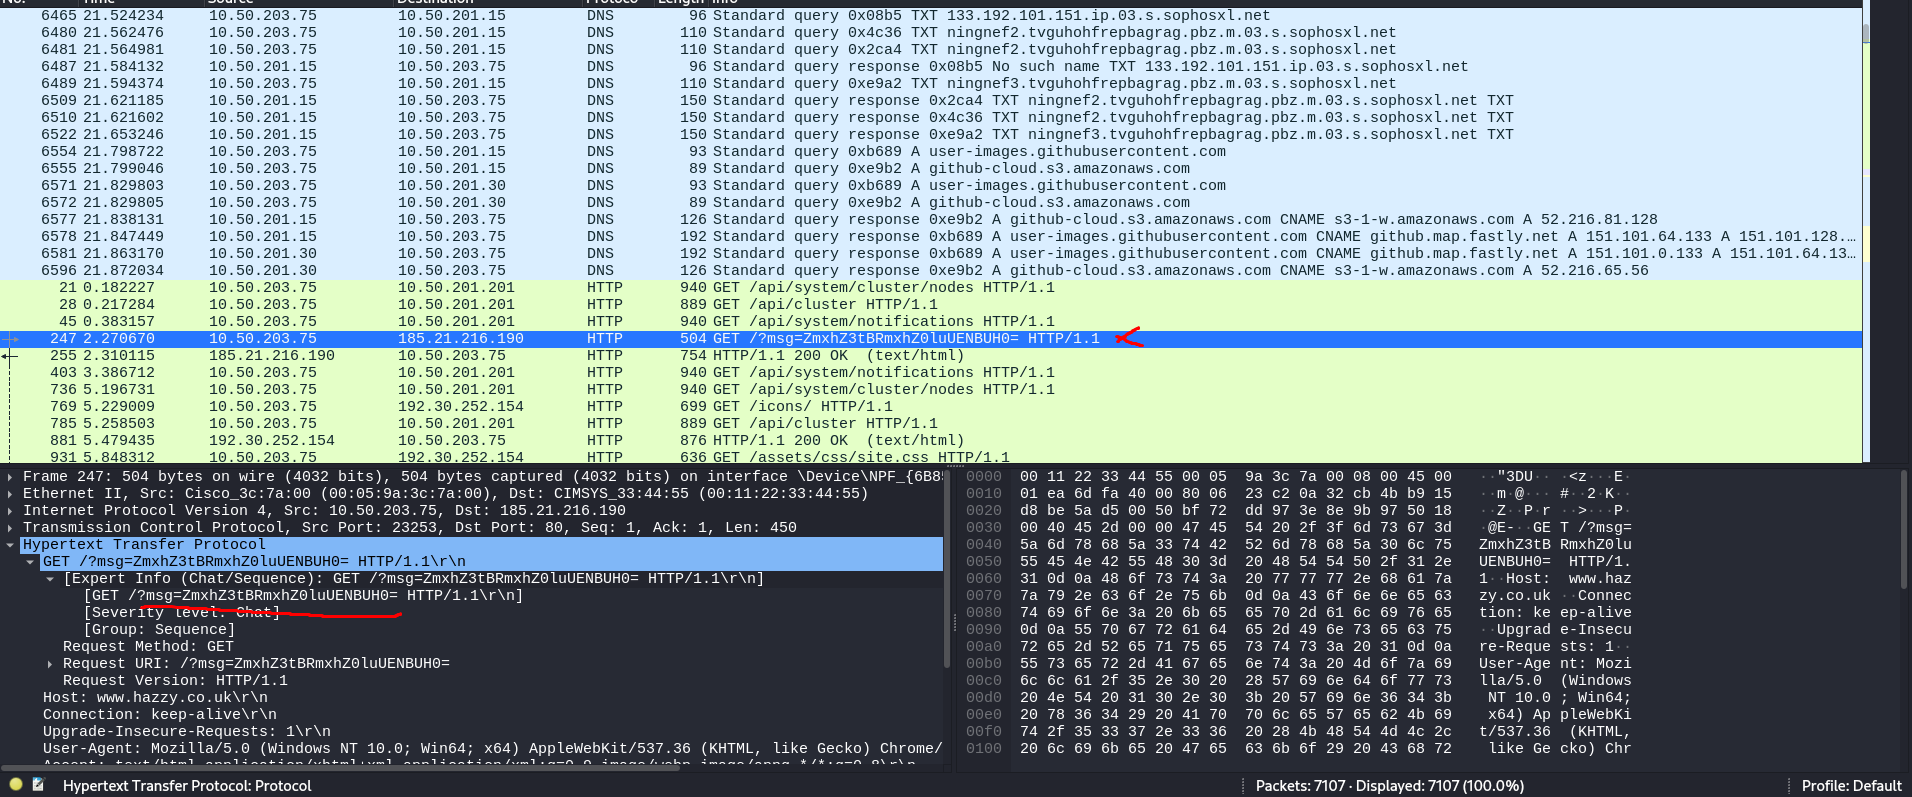 No. Time Source Destination Protocol Length Info
6465 21.524234 10.50.203.75 10.50.201.15 DNS 96 Standard query 0x08b5 TXT 133.192.101.151.ip.03.s.sophosxl.net
6480 21.562476 10.50.203.75 10.50.201.15 DNS 110 Standard query 0x4c36 TXT ningnef2.tvguhohfrepbagrag.pbz.m.03.s.sophosxl.net
6481 21.564981 10.50.203.75 10.50.201.15 DNS 110 Standard query 0x2ca4 TXT ningnef2.tvguhohfrepbagrag.pbz.m.03.s.sophosxl.net
6487 21.584132 10.50.201.15 10.50.203.75 DNS 96 Standard query response 0x08b5 No such name TXT 133.192.101.151.ip.03.s.sophosxl.net
6489 21.594374 10.50.203.75 10.50.201.15 DNS 110 Standard query 0xe9a2 TXT ningnef3.tvguhohfrepbagrag.pbz.m.03.s.sophosxl.net
6509 21.621185 10.50.201.15 10.50.203.75 DNS 150 Standard query response 0x2ca4 TXT ningnef2.tvguhohfrepbagrag.pbz.m.03.s.sophosxl.net TXT
6510 21.621602 10.50.201.15 10.50.203.75 DNS 150 Standard query response 0x4c36 TXT ningnef2.tvguhohfrepbagrag.pbz.m.03.s.sophosxl.net TXT
6522 21.653246 10.50.201.15 10.50.203.75 DNS 150 Standard query response 0xe9a2 TXT ningnef3.tvguhohfrepbagrag.pbz.m.03.s.sophosxl.net TXT
6554 21.798722 10.50.203.75 10.50.201.15 DNS 93 Standard query 0xb689 A user-images.githubusercontent.com
6555 21.799046 10.50.203.75 10.50.201.15 DNS 89 Standard query 0xe9b2 A github-cloud.s3.amazonaws.com
6571 21.829803 10.50.203.75 10.50.201.30 DNS 93 Standard query 0xb689 A user-images.githubusercontent.com
6572 21.829805 10.50.203.75 10.50.201.30 DNS 89 Standard query 0xe9b2 A github-cloud.s3.amazonaws.com
6577 21.838131 10.50.201.15 10.50.203.75 DNS 126 Standard query response 0xe9b2 A github-cloud.s3.amazonaws.com CNAME s3-1-w.amazonaws.com A 52.216.81.128
6578 21.847449 10.50.201.15 10.50.203.75 DNS 192 Standard query response 0xb689 A user-images.githubusercontent.com CNAME github.map.fastly.net A 151.101.64.133 A 151.101.128.…
6581 21.863170 10.50.201.30 10.50.203.75 DNS 192 Standard query response 0xb689 A user-images.githubusercontent.com CNAME github.map.fastly.net A 151.101.0.133 A 151.101.64.13…
6596 21.872034 10.50.201.30 10.50.203.75 DNS 126 Standard query response 0xe9b2 A github-cloud.s3.amazonaws.com CNAME s3-1-w.amazonaws.com A 52.216.65.56
21 0.182227 10.50.203.75 10.50.201.201 HTTP 940 GET /api/system/cluster/nodes HTTP/1.1
28 0.217284 10.50.203.75 10.50.201.201 HTTP 889 GET /api/cluster HTTP/1.1
45 0.383157 10.50.203.75 10.50.201.201 HTTP 940 GET /api/system/notifications HTTP/1.1
247 2.270670 10.50.203.75 185.21.216.190 HTTP 504 GET /?msg=ZmxhZ3tBRmxhZ0luUENBUH0= HTTP/1.1
255 2.310115 185.21.216.190 10.50.203.75 HTTP 754 HTTP/1.1 200 OK (text/html)
403 3.386712 10.50.203.75 10.50.201.201 HTTP 940 GET /api/system/notifications HTTP/1.1
736 5.196731 10.50.203.75 10.50.201.201 HTTP 940 GET /api/system/cluster/nodes HTTP/1.1
769 5.229009 10.50.203.75 192.30.252.154 HTTP 699 GET /icons/ HTTP/1.1
785 5.258503 10.50.203.75 10.50.201.201 HTTP 889 GET /api/cluster HTTP/1.1
881 5.479435 192.30.252.154 10.50.203.75 HTTP 876 HTTP/1.1 200 OK (text/html)
931 5.848312 10.50.203.75 192.30.252.154 HTTP 636 GET /assets/css/site.css HTTP/1.1
Frame 247: 504 bytes on wire (4032 bits), 504 bytes captured (4032 bits) on interface \Device\NPF_{6B8
Ethernet II, Src: Cisco_3c:7a:00 (00:05:9a:3c:7a:00), Dst: CIMSYS_33:44:55 (00:11:22:33:44:55)
Internet Protocol Version 4, Src: 10.50.203.75, Dst: 185.21.216.190
Transmission Control Protocol, Src Port: 23253, Dst Port: 80, Seq: 1, Ack: 1, Len: 450
Hypertext Transfer Protocol
GET /?msg=ZmxhZ3tBRmxhZ0luUENBUH0= HTTP/1.1\r\n
[Expert Info (Chat/Sequence): GET /?msg=ZmxhZ3tBRmxhZ0luUENBUH0= HTTP/1.1\r\n]
[GET /?msg=ZmxhZ3tBRmxhZ0luUENBUH0= HTTP/1.1\r\n]
[Severity level: Chat]
[Group: Sequence]
Request Method: GET
Request URI: /?msg=ZmxhZ3tBRmxhZ0luUENBUH0=
Request Version: HTTP/1.1
Host: www.hazzy.co.uk\r\n
Connection: keep-alive\r\n
Upgrade-Insecure-Requests: 1\r\n
User-Agent: Mozilla/5.0 (Windows NT 10.0; Win64; x64) AppleWebKit/537.36 (KHTML, like Gecko) Chrome/
0000 00 11 22 33 44 55 00 05 9a 3c 7a 00 08 00 45 00 ··"3DU·· ·<z···E·
0010 01 ea 6d fa 40 00 80 06 23 c2 0a 32 cb 4b b9 15 ··m·@··· #··2·K··
0020 d8 be 5a d5 00 50 bf 72 dd 97 3e 8e 9b 97 50 18 ··Z··P·r ··>···P·
0030 00 40 45 2d 00 00 47 45 54 20 2f 3f 6d 73 67 3d ·@E-··GE T /?msg=
0040 5a 6d 78 68 5a 33 74 42 52 6d 78 68 5a 30 6c 75 ZmxhZ3tB RmxhZ0lu
0050 55 45 4e 42 55 48 30 3d 20 48 54 54 50 2f 31 2e UENBUH0= HTTP/1.
0060 31 0d 0a 48 6f 73 74 3a 20 77 77 77 2e 68 61 7a 1··Host: www.haz
0070 7a 79 2e 63 6f 2e 75 6b 0d 0a 43 6f 6e 6e 65 63 zy.co.uk ··Connec
0080 74 69 6f 6e 3a 20 6b 65 65 70 2d 61 6c 69 76 65 tion: ke ep-alive
0090 0d 0a 55 70 67 72 61 64 65 2d 49 6e 73 65 63 75 ··Upgrad e-Insecu
00a0 72 65 2d 52 65 71 75 65 73 74 73 3a 20 31 0d 0a re-Reque sts: 1··
00b0 55 73 65 72 2d 41 67 65 6e 74 3a 20 4d 6f 7a 69 User-Age nt: Mozi
00c0 6c 6c 61 2f 35 2e 30 20 28 57 69 6e 64 6f 77 73 lla/5.0 (Windows
00d0 20 4e 54 20 31 30 2e 30 3b 20 57 69 6e 36 34 3b NT 10.0 ; Win64;
00e0 20 78 36 34 29 20 41 70 70 6c 65 57 65 62 4b 69 x64) Ap pleWebKi
00f0 74 2f 35 33 37 2e 33 36 20 28 4b 48 54 4d 4c 2c t/537.36 (KHTML,
0100 20 6c 69 6b 65 20 47 65 63 6b 6f 29 20 43 68 72 like Ge cko) Chr
Hypertext Transfer Protocol: Protocol
Packets: 7107 · Displayed: 7107 (100.0%)
Profile: Default